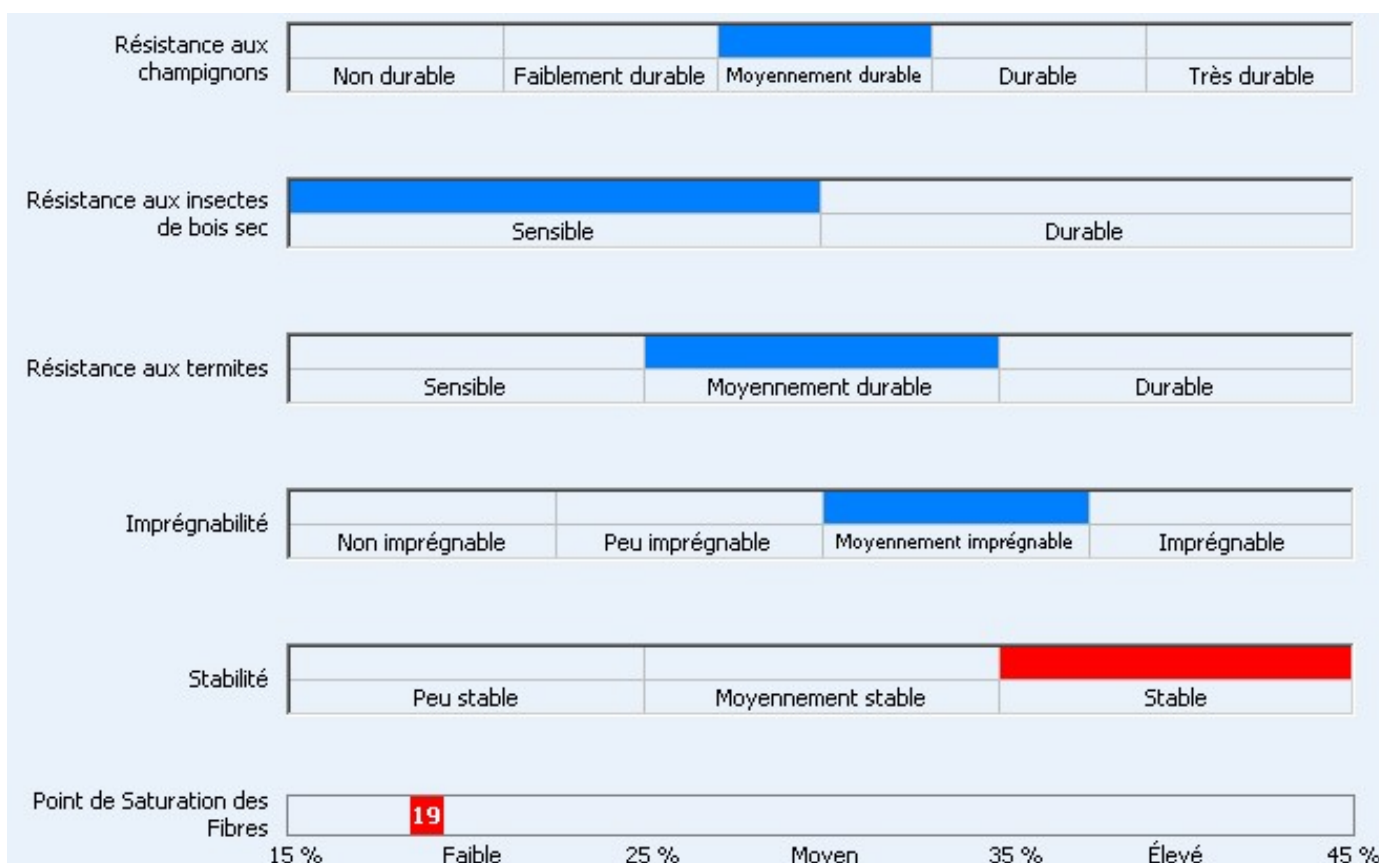 Résistance aux
champignons
Non durable Faiblement durable Moyennement durable Durable Très durable
Résistance aux insectes
de bois sec
Sensible Durable
Résistance aux termites
Sensible Moyennement durable Durable
Imprégnabilité
Non imprégnable Peu imprégnable Moyennement imprégnable Imprégnable
Stabilité
Peu stable Moyennement stable Stable
Point de Saturation des
Fibres
19
15 % Faible 25 % Moyen 35 % Élevé 45 %